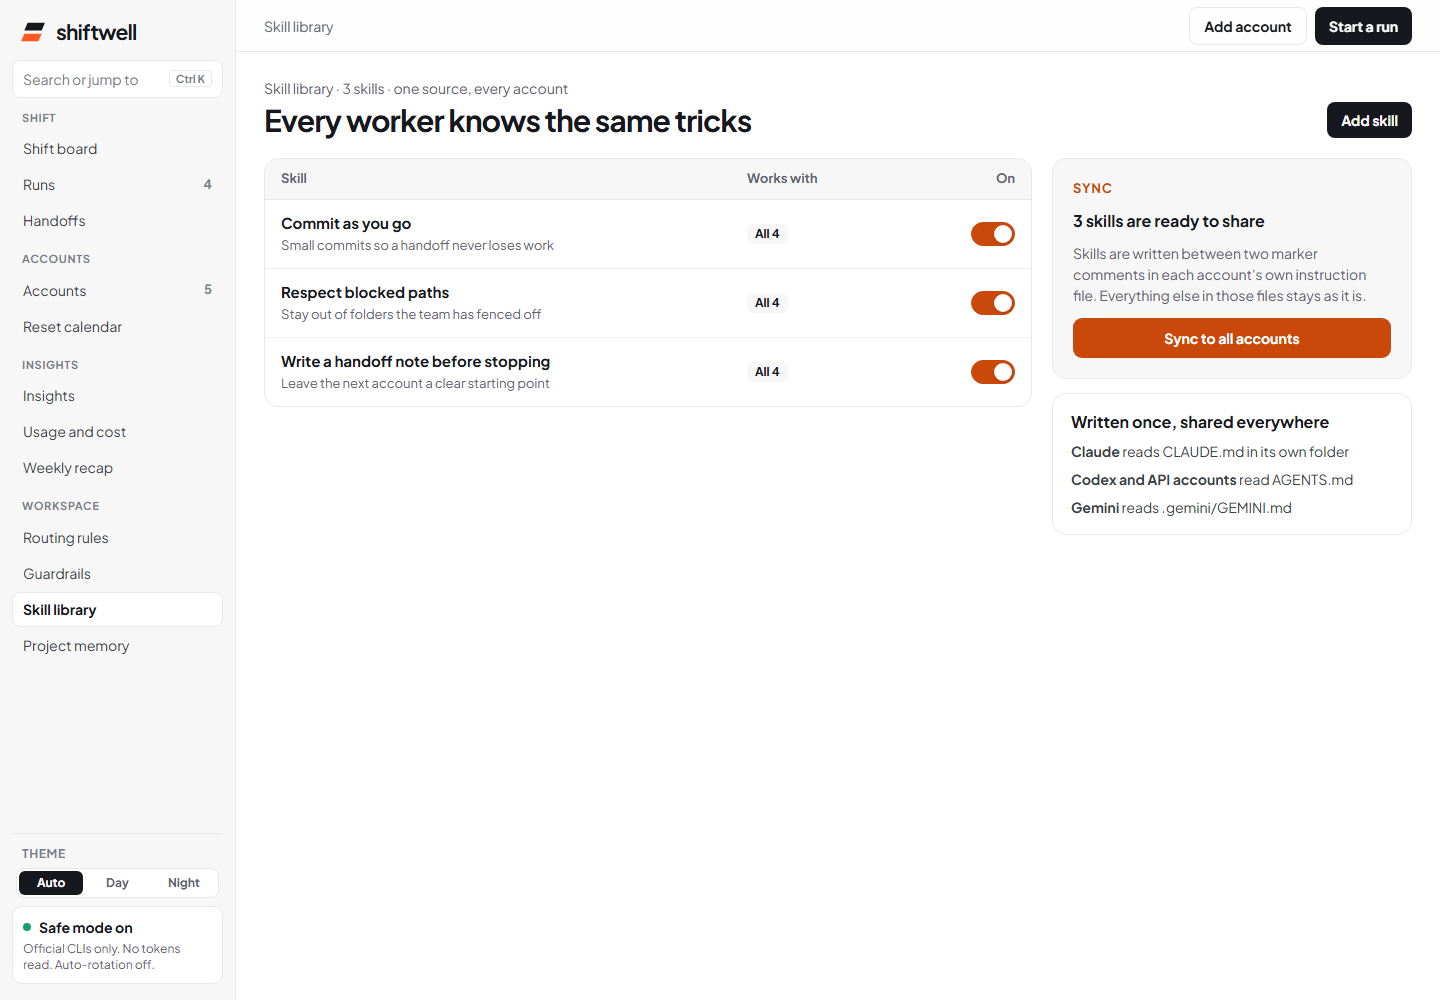 shiftwell
Search or jump to
Ctrl K
SHIFT
Shift board
Runs
4
Handoffs
ACCOUNTS
Accounts
5
Reset calendar
INSIGHTS
Insights
Usage and cost
Weekly recap
WORKSPACE
Routing rules
Guardrails
Skill library
Project memory
THEME
Auto
Day
Night
Safe mode on
Official CLIs only. No tokens
read. Auto-rotation off.
Skill library
Add account
Start a run
Skill library · 3 skills · one source, every account
Every worker knows the same tricks
Add skill
Skill
Works with
On
Commit as you go
Small commits so a handoff never loses work
All 4
Respect blocked paths
Stay out of folders the team has fenced off
All 4
Write a handoff note before stopping
Leave the next account a clear starting point
All 4
SYNC
3 skills are ready to share
Skills are written between two marker
comments in each account's own instruction
file. Everything else in those files stays as it is.
Sync to all accounts
Written once, shared everywhere
Claude reads CLAUDE.md in its own folder
Codex and API accounts read AGENTS.md
Gemini reads .gemini/GEMINI.md